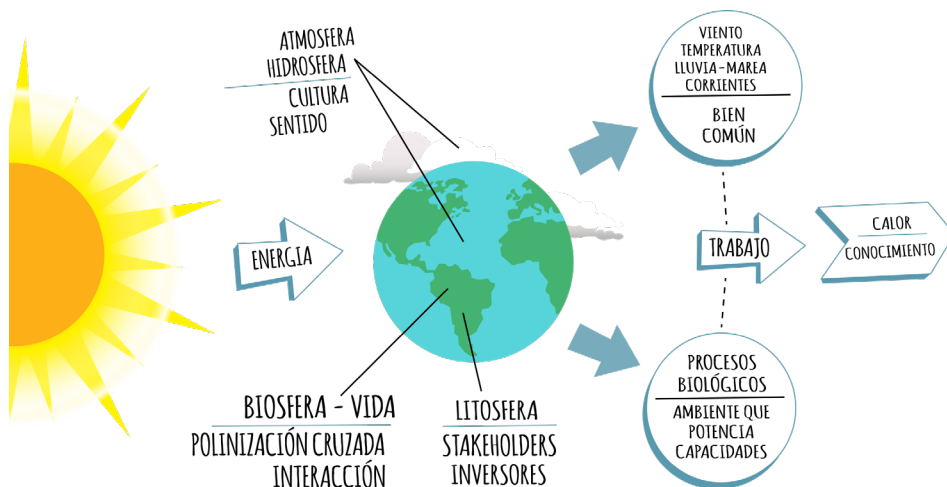 ATMOSFERA
HIDROSFERA
CULTURA
SENTIDO
ENERGIA
BIOSFERA - VIDA
POLINIZACIÓN CRUZADA
INTERACCIÓN
LITOSFERA
STAKEHOLDERS
INVERSORES
VIENTO
TEMPERATURA
LLUVIA-MAREA
CORRIENTES
BIEN
COMÚN
TRABAJO
CALOR
CONOCIMIENTO
PROCESOS
BIOLÓGICOS
AMBIENTE QUE
POTENCIA
CAPACIDADES